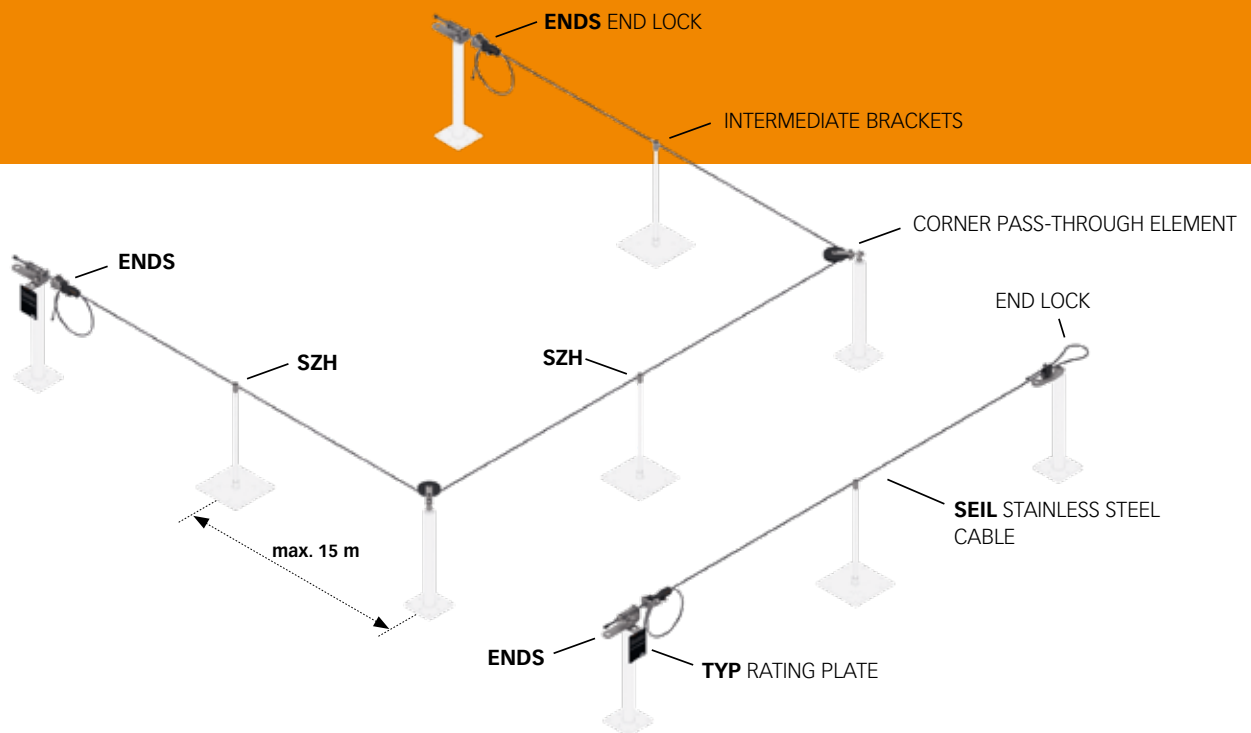 ENDS END LOCK
INTERMEDIATE BRACKETS
CORNER PASS-THROUGH ELEMENT
ENDS
END LOCK
SZH
SZH
SEIL STAINLESS STEEL
CABLE
max. 15 m
ENDS
TYP RATING PLATE